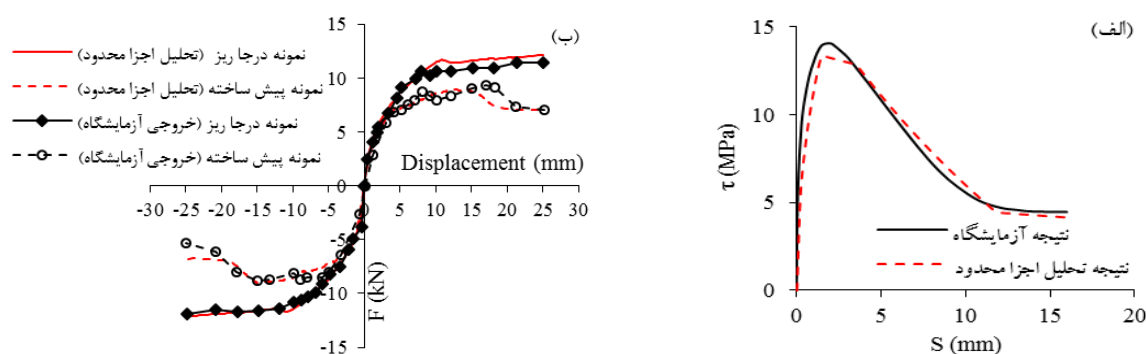 (الف)
15
10
5
0
τ (MPa)
نتیجه آزمایشگاه
نتیجه تحلیل اجزا محدود
0 5 10 15 20
S (mm)
(ب)
نمونه درجا ریز (تحلیل اجزا محدود)
نمونه پیش ساخته (تحلیل اجزا محدود)
نمونه درجا ریز (خروجی آزمایشگاه)
نمونه پیش ساخته (خروجی آزمایشگاه)
15
10
5
Displacement (mm)
0
-30 -25 -20 -15 -10 -5 0 5 10 15 20 25 30
-5
-10
-15
F (kN)